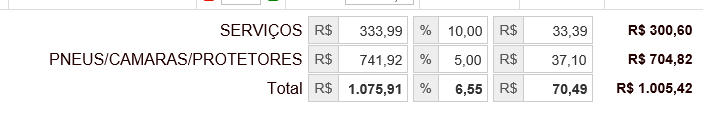 SERVIÇOS R$ 333,99 % 10,00 R$ 33,39 R$ 300,60
PNEUS/CAMARAS/PROTETORES R$ 741,92 % 5,00 R$ 37,10 R$ 704,82
Total R$ 1.075,91 % 6,55 R$ 70,49 R$ 1.005,42